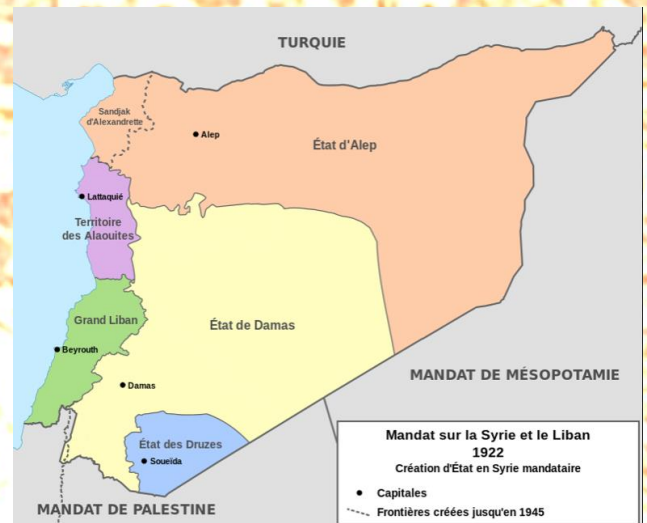 TURQUIE
Sandjak
d'Alexandrette
Alep
État d'Alep
Lattaquié
Territoire
des Alaouites
Grand Liban
État de Damas
Beyrouth
MANDAT DE MÉSOPOTAMIE
Damas
État des Druzes
Soueïda
MANDAT DE PALESTINE
Mandat sur la Syrie et le Liban
1922
Création d'État en Syrie mandataire
Capitales
Frontières créées jusqu'en 1945